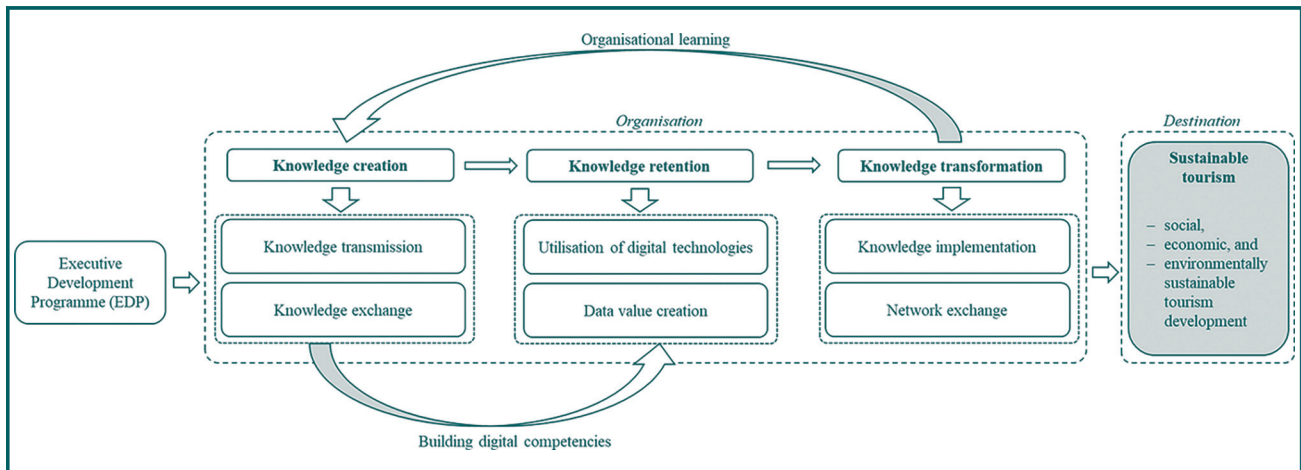 Organisational learning
Organisation
Destination
Knowledge creation
Knowledge retention
Knowledge transformation
Sustainable
tourism
Knowledge transmission
Utilisation of digital technologies
Knowledge implementation
– social,
– economic, and
– environmentally
sustainable
tourism
development
Executive
Development
Programme (EDP)
Knowledge exchange
Data value creation
Network exchange
Building digital competencies